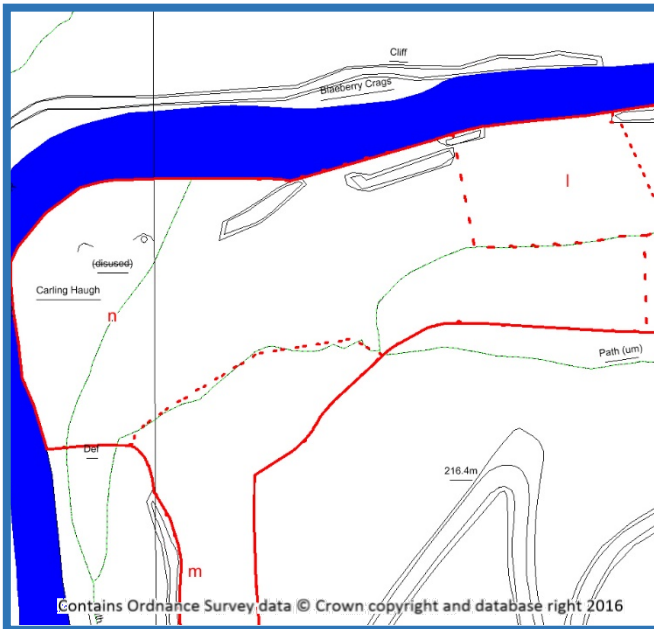 Cliff
Blaeberry Crags
l
(disused)
Carling Haugh
n
Path (um)
Def
216.4m
m
Contains Ordnance Survey data © Crown copyright and database right 2016